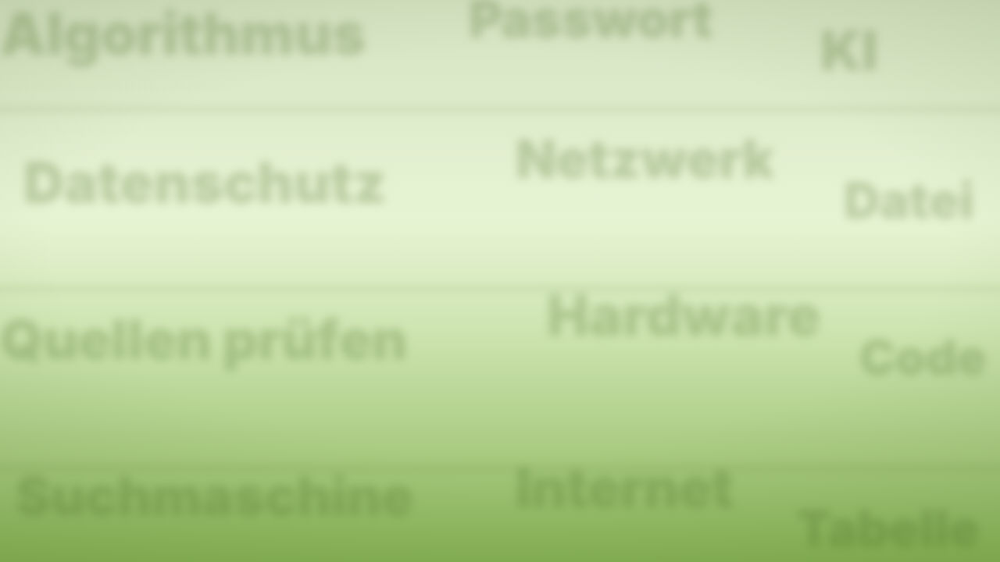 Algorithmus
Passwort
KI
Datenschutz
Netzwerk
Datei
Quellen prüfen
Hardware
Code
Suchmaschine
Internet
Tabelle